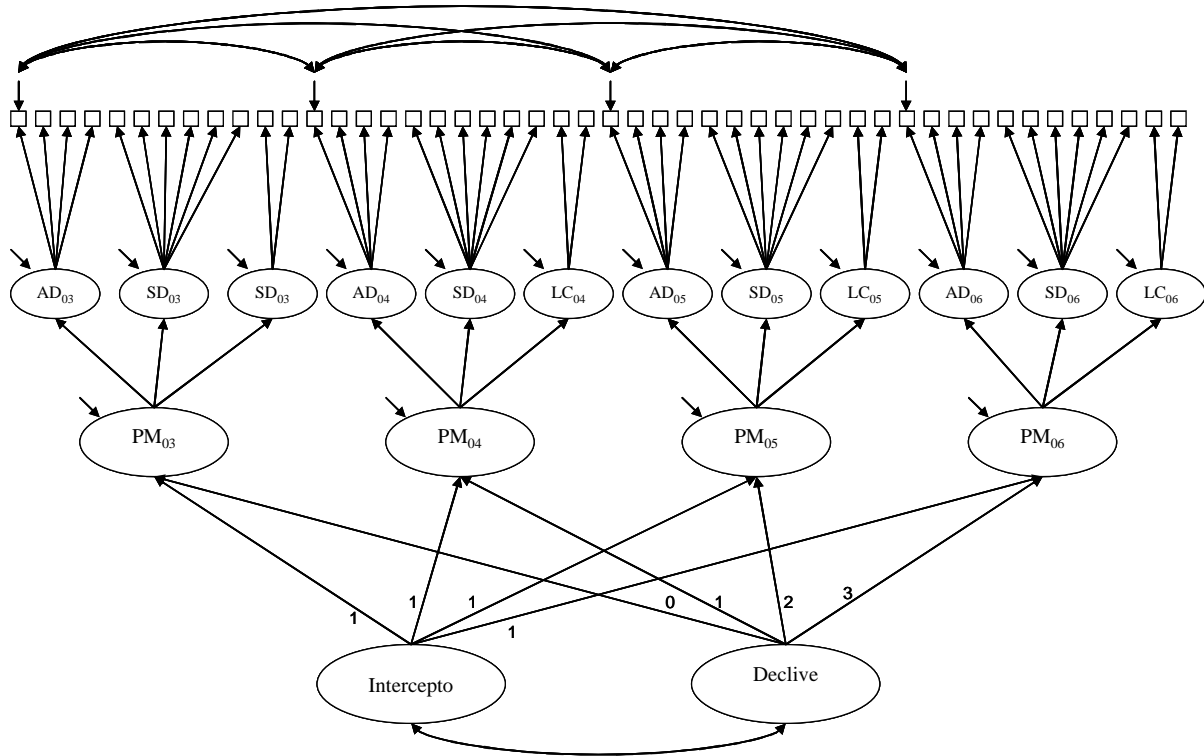 AD03 SD03 SD03 AD04 SD04 LC04 AD05 SD05 LC05 AD06 SD06 LC06
PM03 PM04 PM05 PM06
1 1 1 1 0 1 2 3
Intercepto Declive